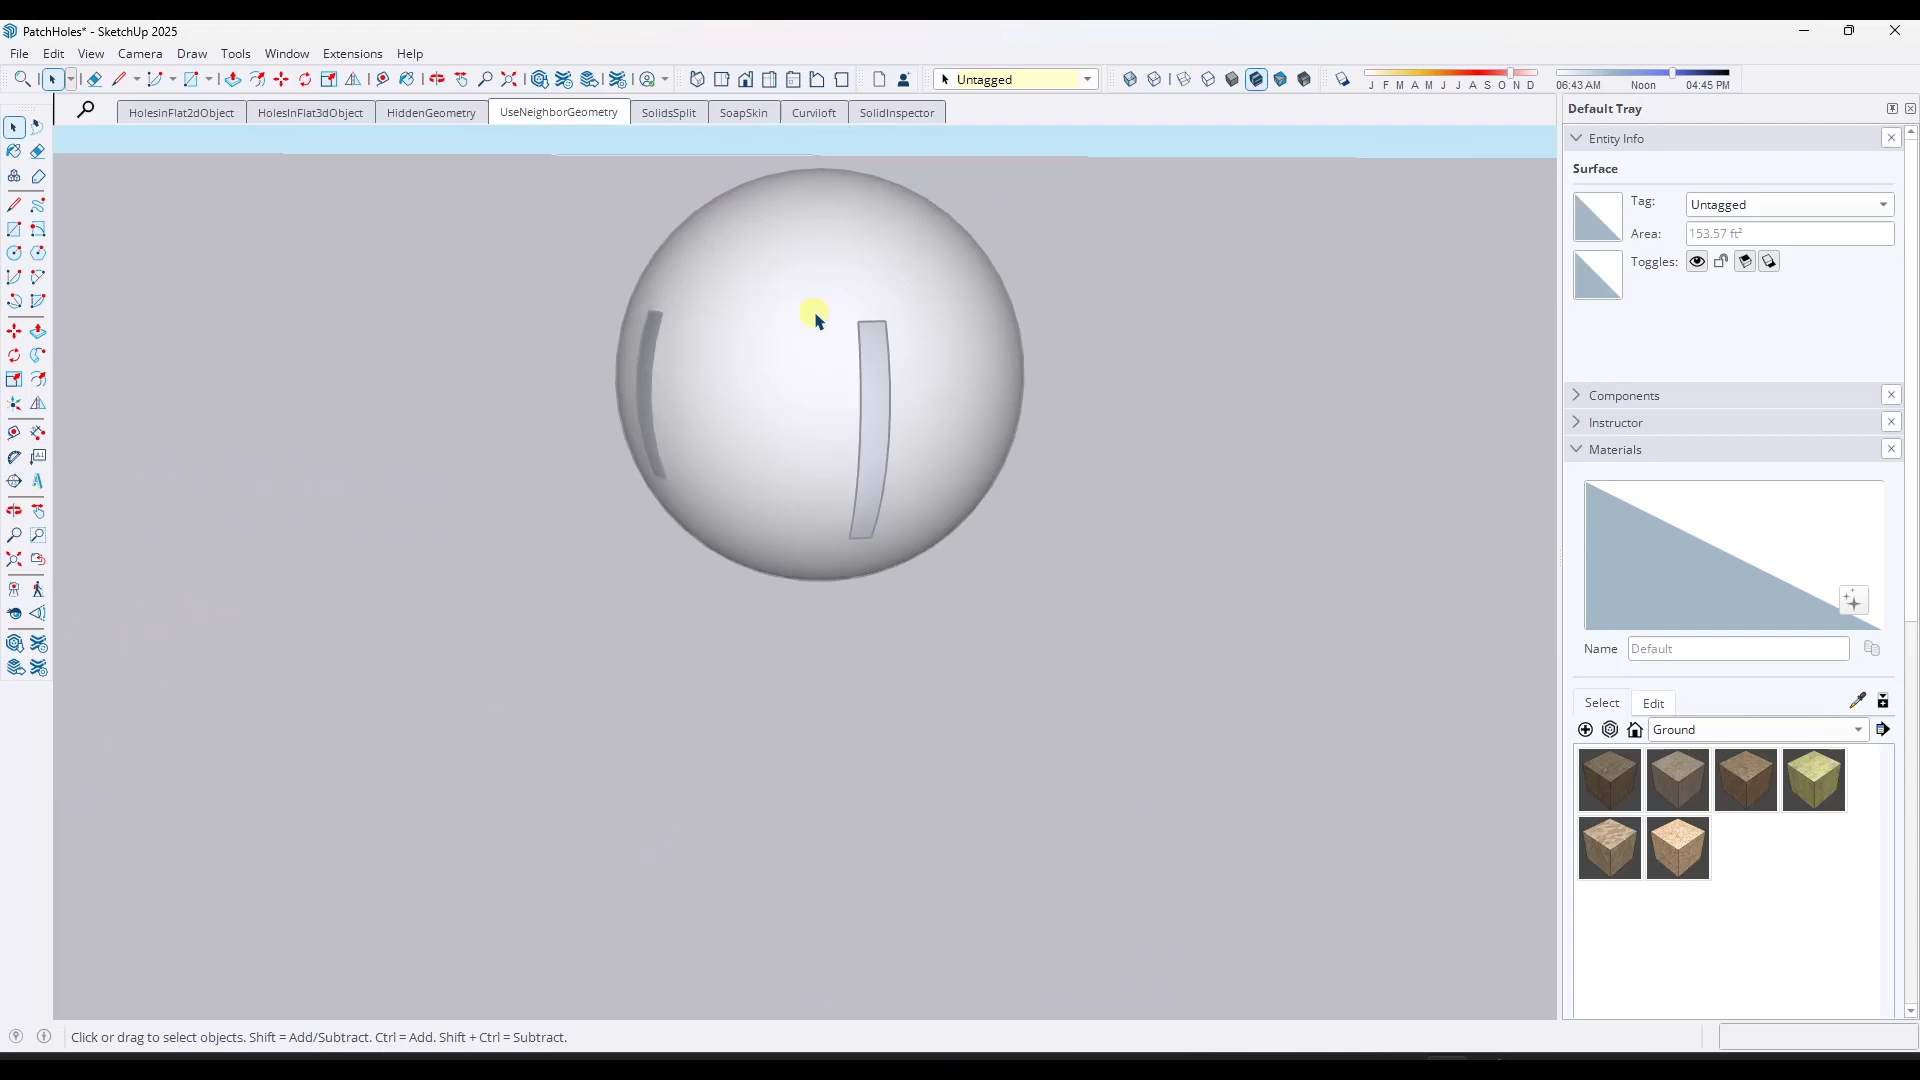 PatchHoles* - SketchUp 2025
File Edit View Camera Draw Tools Window Extensions Help
Untagged
J F M A M J J A S O N D
06:43 AM Noon 04:45 PM
HolesinFlat2dObject HolesInFlat3dObject HiddenGeometry UseNeighborGeometry SolidsSplit SoapSkin Curviloft SolidInspector
Default Tray
Entity Info
Surface
Tag: Untagged
Area: 153.57 ft²
Toggles:
Components
Instructor
Materials
Name Default
Select Edit
Ground
Click or drag to select objects. Shift = Add/Subtract. Ctrl = Add. Shift + Ctrl = Subtract.